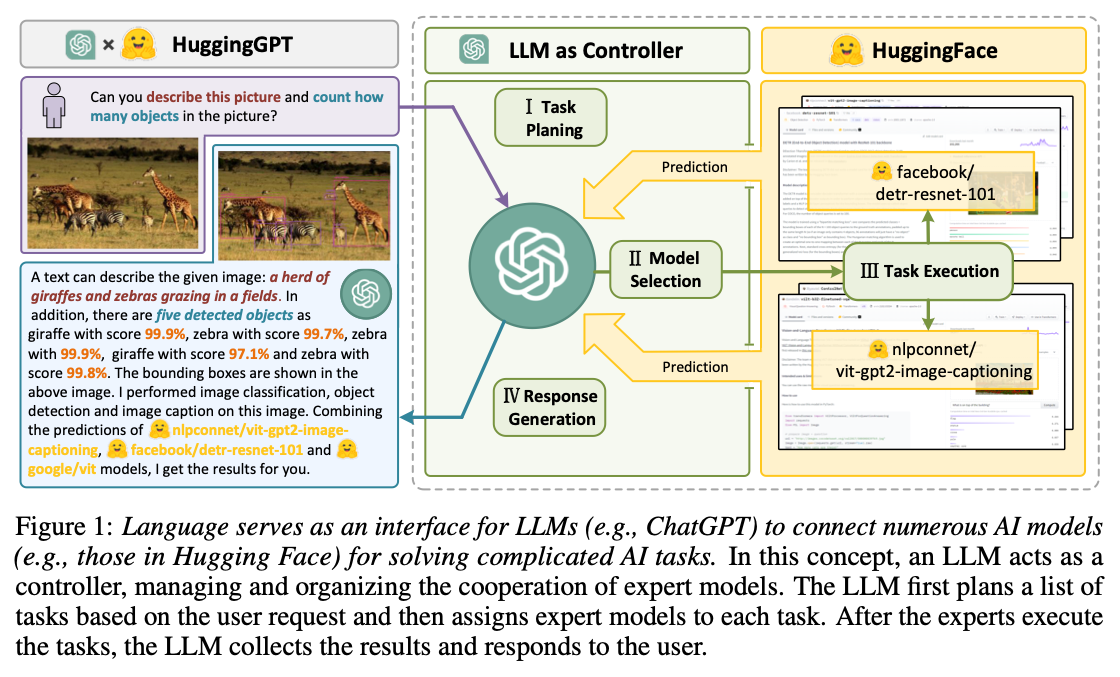 HuggingGPT
Can you describe this picture and count how
many objects in the picture?
A text can describe the given image: a herd of
giraffes and zebras grazing in a fields. In
addition, there are five detected objects as
giraffe with score 99.9%, zebra with score 99.7%, zebra
with 99.9%, giraffe with score 97.1% and zebra with
score 99.8%. The bounding boxes are shown in the
above image. I performed image classification, object
detection and image caption on this image. Combining
the predictions of nlpconnet/vit-gpt2-image-
captioning, facebook/detr-resnet-101 and
google/vit models, I get the results for you.
LLM as Controller
I Task
Planing
II Model
Selection
IV Response
Generation
HuggingFace
Prediction
vit-gpt2-image-captioning
facebook/
detr-resnet-101
III Task Execution
Prediction
nlpconnet/
vit-gpt2-image-captioning
Figure 1: Language serves as an interface for LLMs (e.g., ChatGPT) to connect numerous AI models
(e.g., those in Hugging Face) for solving complicated AI tasks. In this concept, an LLM acts as a
controller, managing and organizing the cooperation of expert models. The LLM first plans a list of
tasks based on the user request and then assigns expert models to each task. After the experts execute
the tasks, the LLM collects the results and responds to the user.